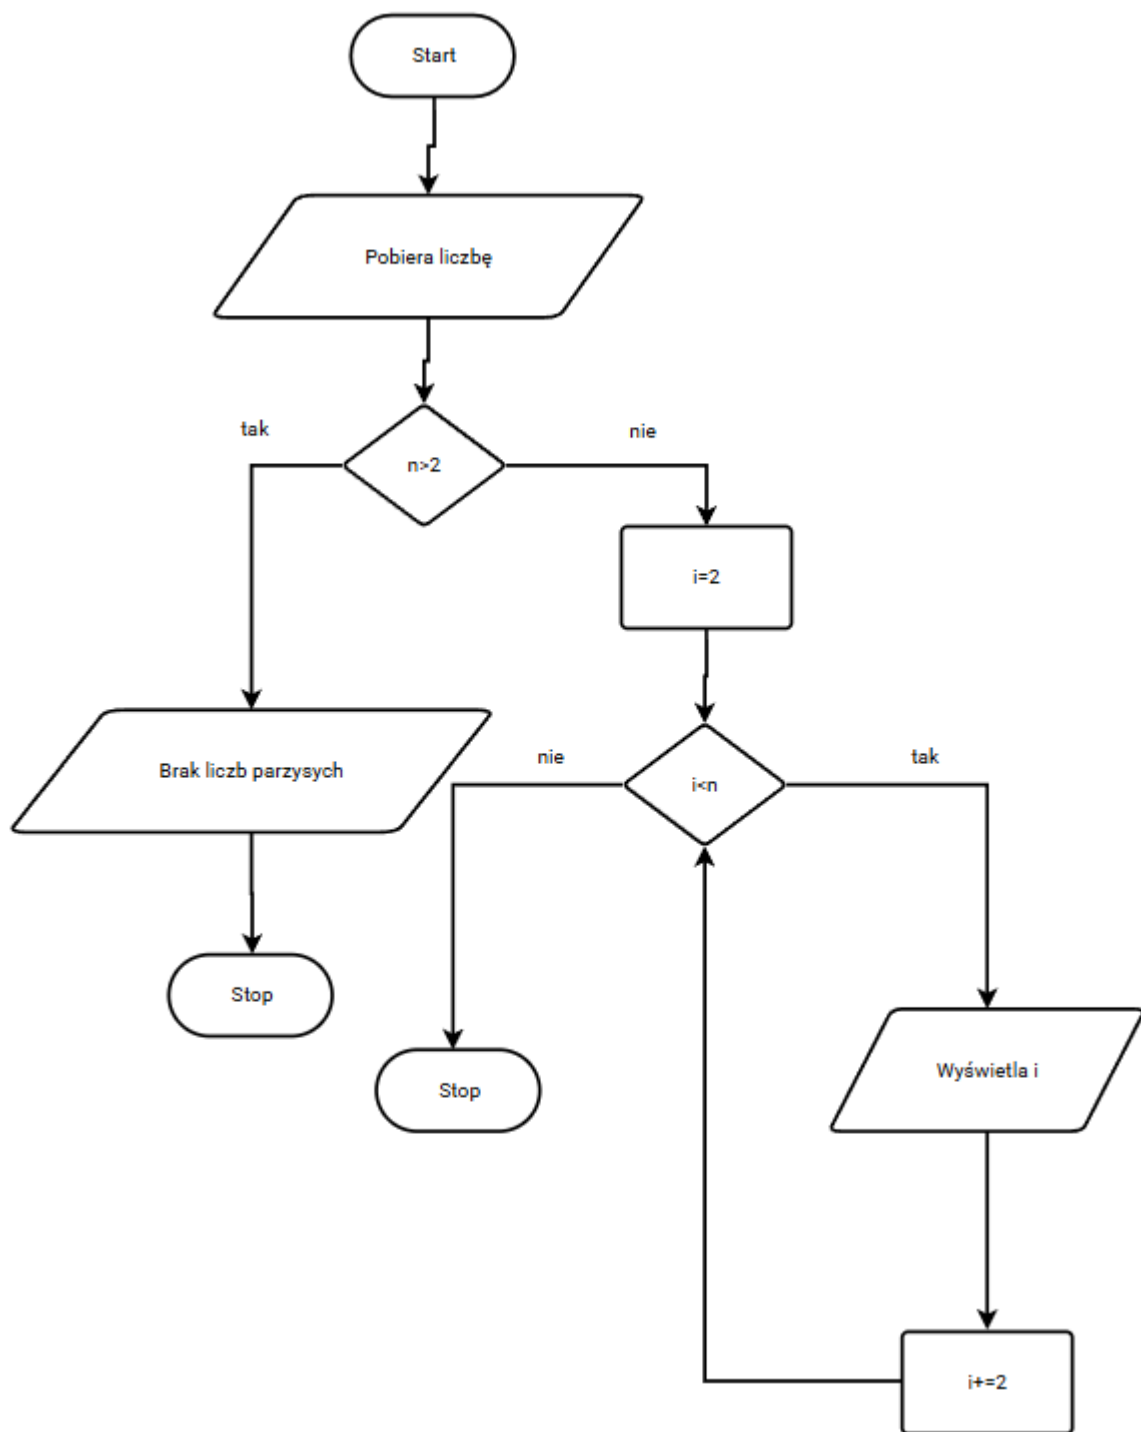 Start
Pobiera liczbę
tak
nie
n>2
i=2
Brak liczb parzysych
nie
tak
i<n
Stop
Stop
Wyświetla i
i+=2